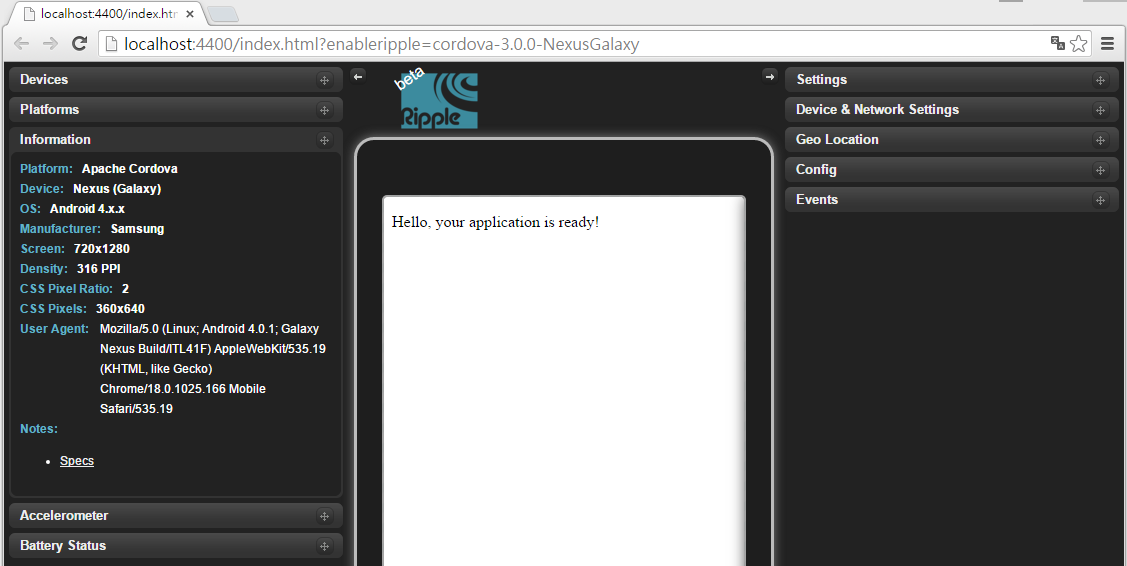 localhost:4400/index.htm
localhost:4400/index.html?enableripple=cordova-3.0.0-NexusGalaxy
Devices
Platforms
Information
Platform: Apache Cordova
Device: Nexus (Galaxy)
OS: Android 4.x.x
Manufacturer: Samsung
Screen: 720x1280
Density: 316 PPI
CSS Pixel Ratio: 2
CSS Pixels: 360x640
User Agent: Mozilla/5.0 (Linux; Android 4.0.1; Galaxy
Nexus Build/ITL41F) AppleWebKit/535.19
(KHTML, like Gecko)
Chrome/18.0.1025.166 Mobile
Safari/535.19
Notes:
Specs
Accelerometer
Battery Status
beta
Ripple
Hello, your application is ready!
Settings
Device & Network Settings
Geo Location
Config
Events